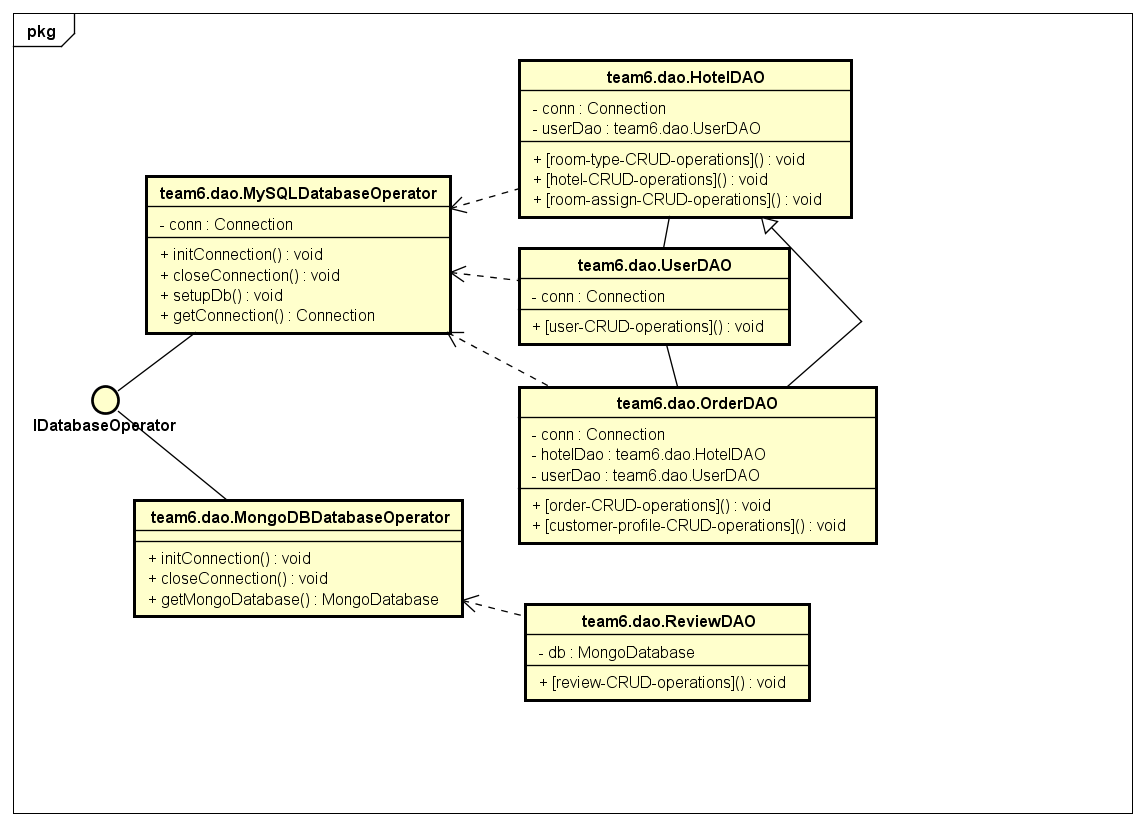 pkg
team6.dao.HotelDAO
- conn : Connection
- userDao : team6.dao.UserDAO
+ [room-type-CRUD-operations]() : void
+ [hotel-CRUD-operations]() : void
+ [room-assign-CRUD-operations]() : void
team6.dao.MySQLDatabaseOperator
- conn : Connection
+ initConnection() : void
+ closeConnection() : void
+ setupDb() : void
+ getConnection() : Connection
team6.dao.UserDAO
- conn : Connection
+ [user-CRUD-operations]() : void
IDatabaseOperator
team6.dao.OrderDAO
- conn : Connection
- hotelDao : team6.dao.HotelDAO
- userDao : team6.dao.UserDAO
+ [order-CRUD-operations]() : void
+ [customer-profile-CRUD-operations]() : void
team6.dao.MongoDBDatabaseOperator
+ initConnection() : void
+ closeConnection() : void
+ getMongoDatabase() : MongoDatabase
team6.dao.ReviewDAO
- db : MongoDatabase
+ [review-CRUD-operations]() : void